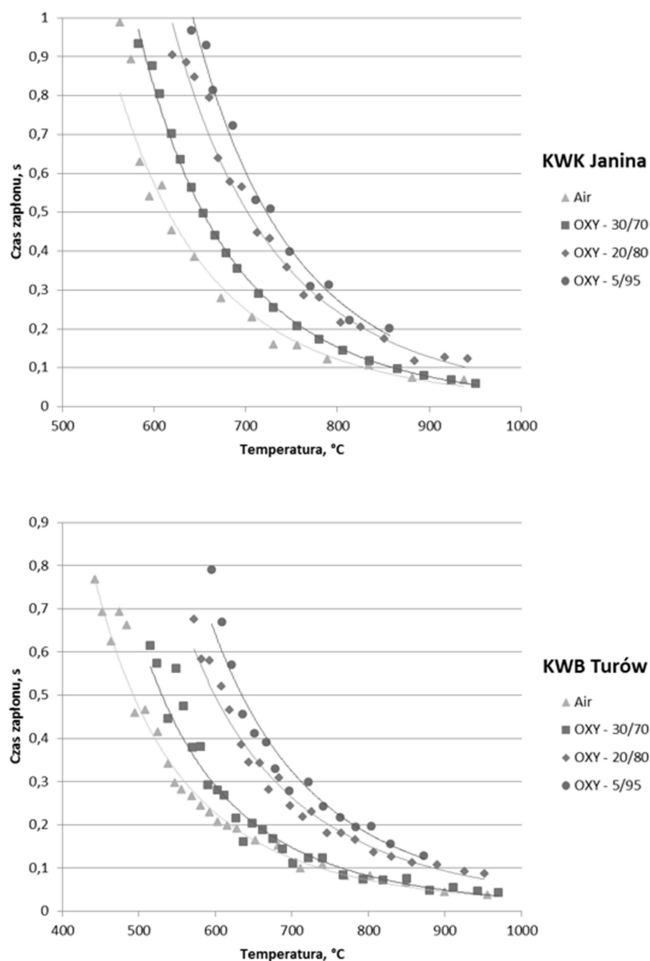 1
0,9
0,8
0,7
0,6
0,5
0,4
0,3
0,2
0,1
0
Czas zapłonu, s
500 600 700 800 900 1000
Temperatura, °C
KWK Janina
Air
OXY - 30/70
OXY - 20/80
OXY - 5/95
0,9
0,8
0,7
0,6
0,5
0,4
0,3
0,2
0,1
0
Czas zapłonu, s
400 500 600 700 800 900 1000
Temperatura, °C
KWB Turów
Air
OXY - 30/70
OXY - 20/80
OXY - 5/95